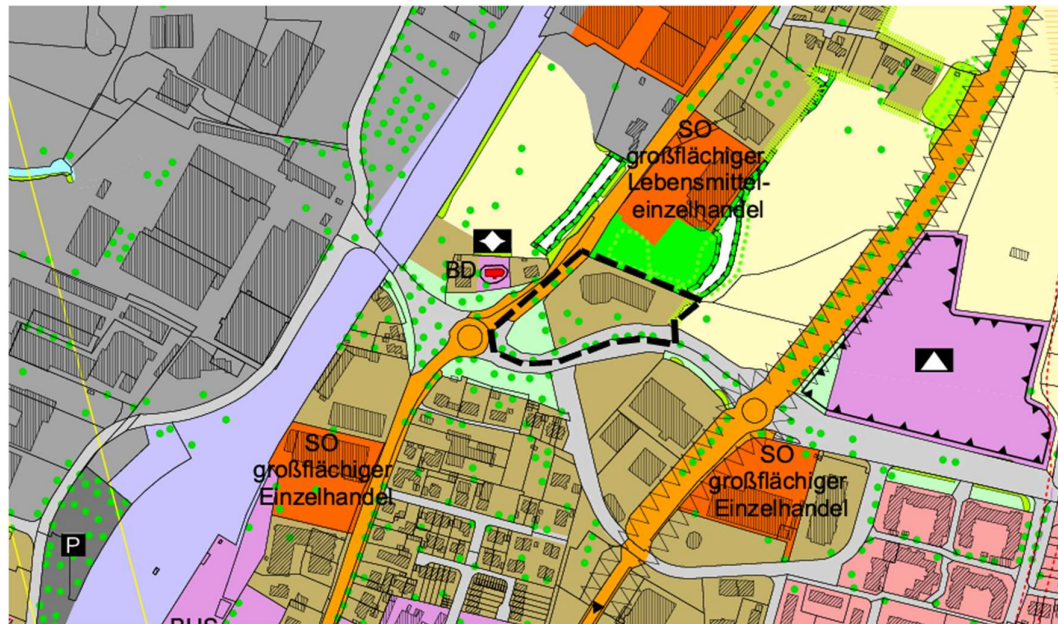 SO
großflächiger
Lebensmittel-
einzelhandel
BD
SO
großflächiger
Einzelhandel
SO
großflächiger
Einzelhandel
P
BHS